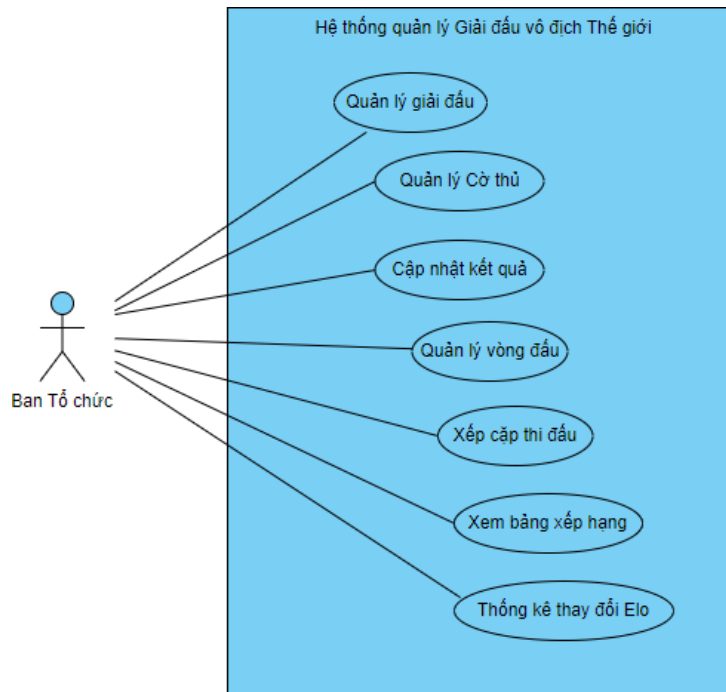 Hệ thống quản lý Giải đấu vô địch Thế giới
Quản lý giải đấu
Quản lý Cờ thủ
Cập nhật kết quả
Quản lý vòng đấu
Ban Tổ chức
Xếp cặp thi đấu
Xem bảng xếp hạng
Thống kê thay đổi Elo